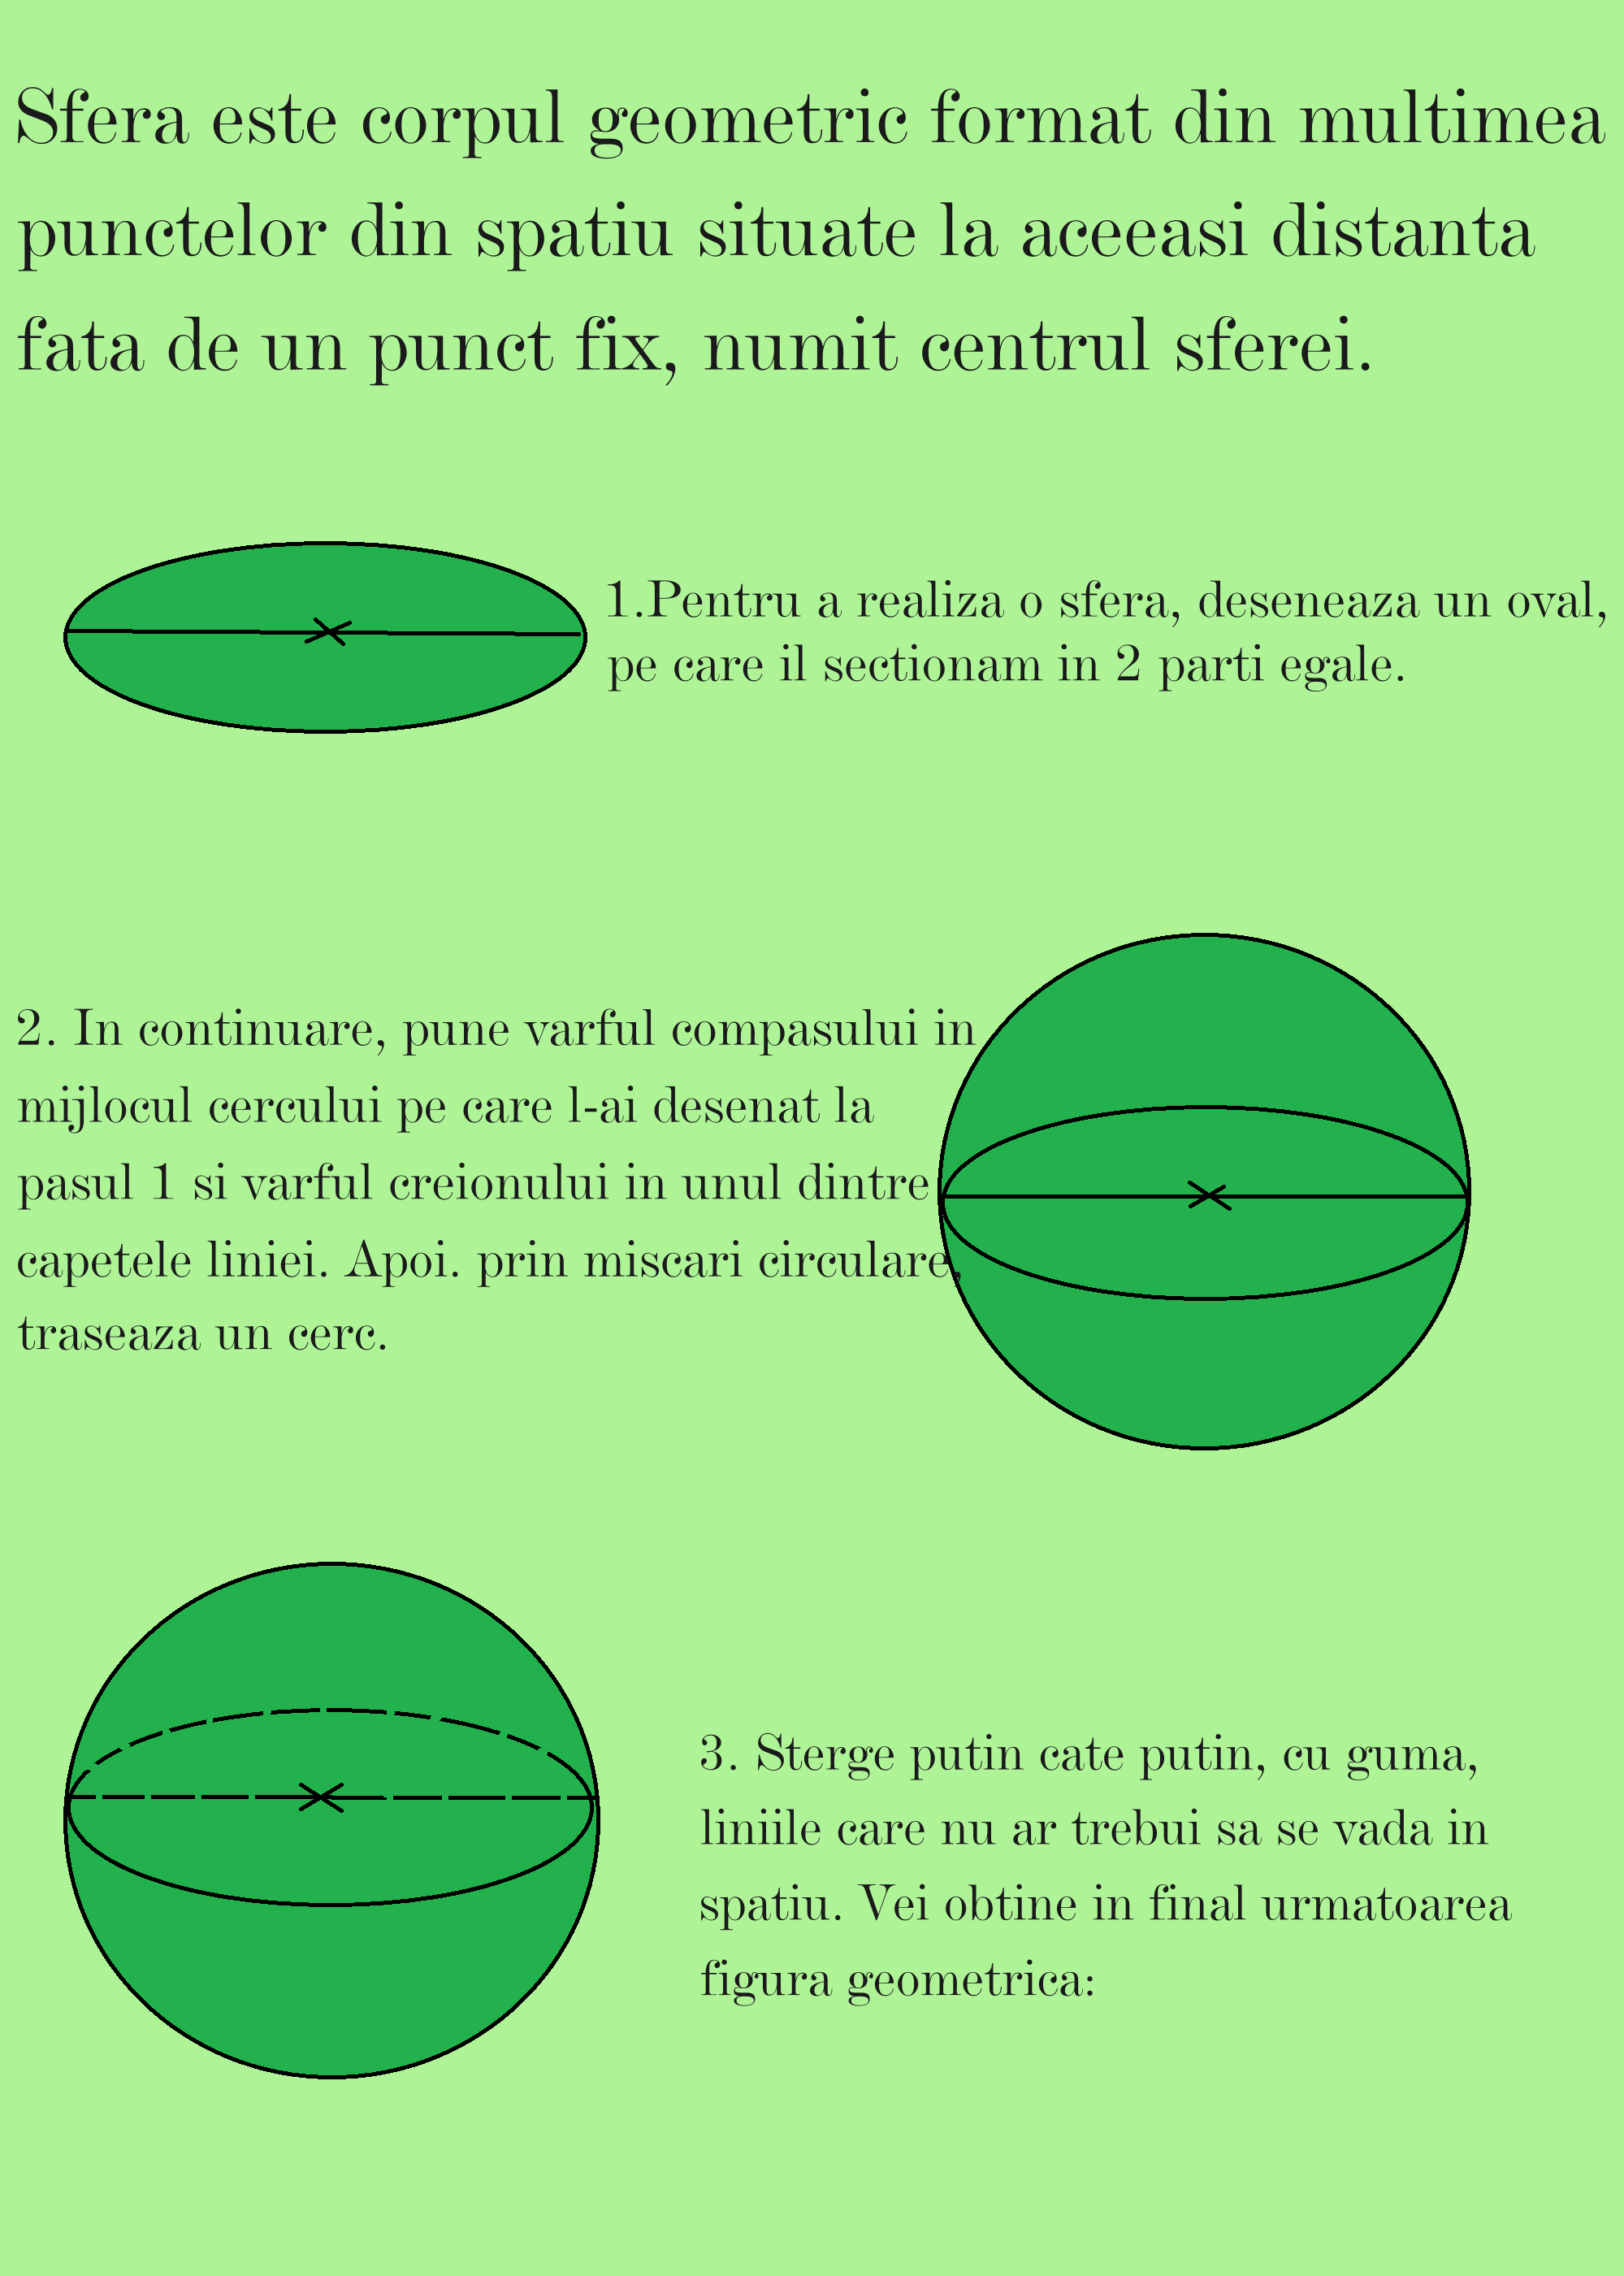 Sfera este corpul geometric format din multimea
punctelor din spatiu situate la aceeasi distanta
fata de un punct fix, numit centrul sferei.
1.Pentru a realiza o sfera, deseneaza un oval,
pe care il sectionam in 2 parti egale.
2. In continuare, pune varful compasului in
mijlocul cercului pe care l-ai desenat la
pasul 1 si varful creionului in unul dintre
capetele liniei. Apoi. prin miscari circulare,
traseaza un cerc.
3. Sterge putin cate putin, cu guma,
liniile care nu ar trebui sa se vada in
spatiu. Vei obtine in final urmatoarea
figura geometrica: